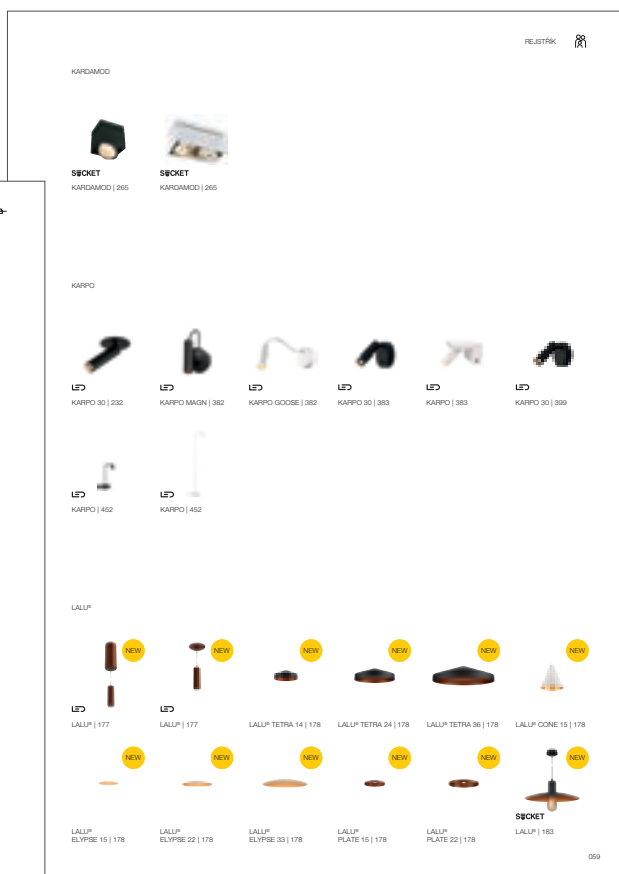 REJSTŘÍK
KARDAMOD
SOCKET SOCKET
KARDAMOD | 265 KARDAMOD | 265
KARPO
LED LED LED LED LED LED
KARPO 30 | 232 KARPO MAGN | 382 KARPO GOOSE | 382 KARPO 30 | 383 KARPO | 383 KARPO 30 | 399
LED LED
KARPO | 452 KARPO | 452
LALU®
NEW NEW NEW NEW NEW NEW
LED LED
LALU® | 177 LALU® | 177 LALU® TETRA 14 | 178 LALU® TETRA 24 | 178 LALU® TETRA 36 | 178 LALU® CONE 15 | 178
NEW NEW NEW NEW NEW NEW
SOCKET
LALU® LALU® LALU® LALU® LALU® LALU® | 183
ELYPSE 15 | 178 ELYPSE 22 | 178 ELYPSE 33 | 178 PLATE 15 | 178 PLATE 22 | 178
059